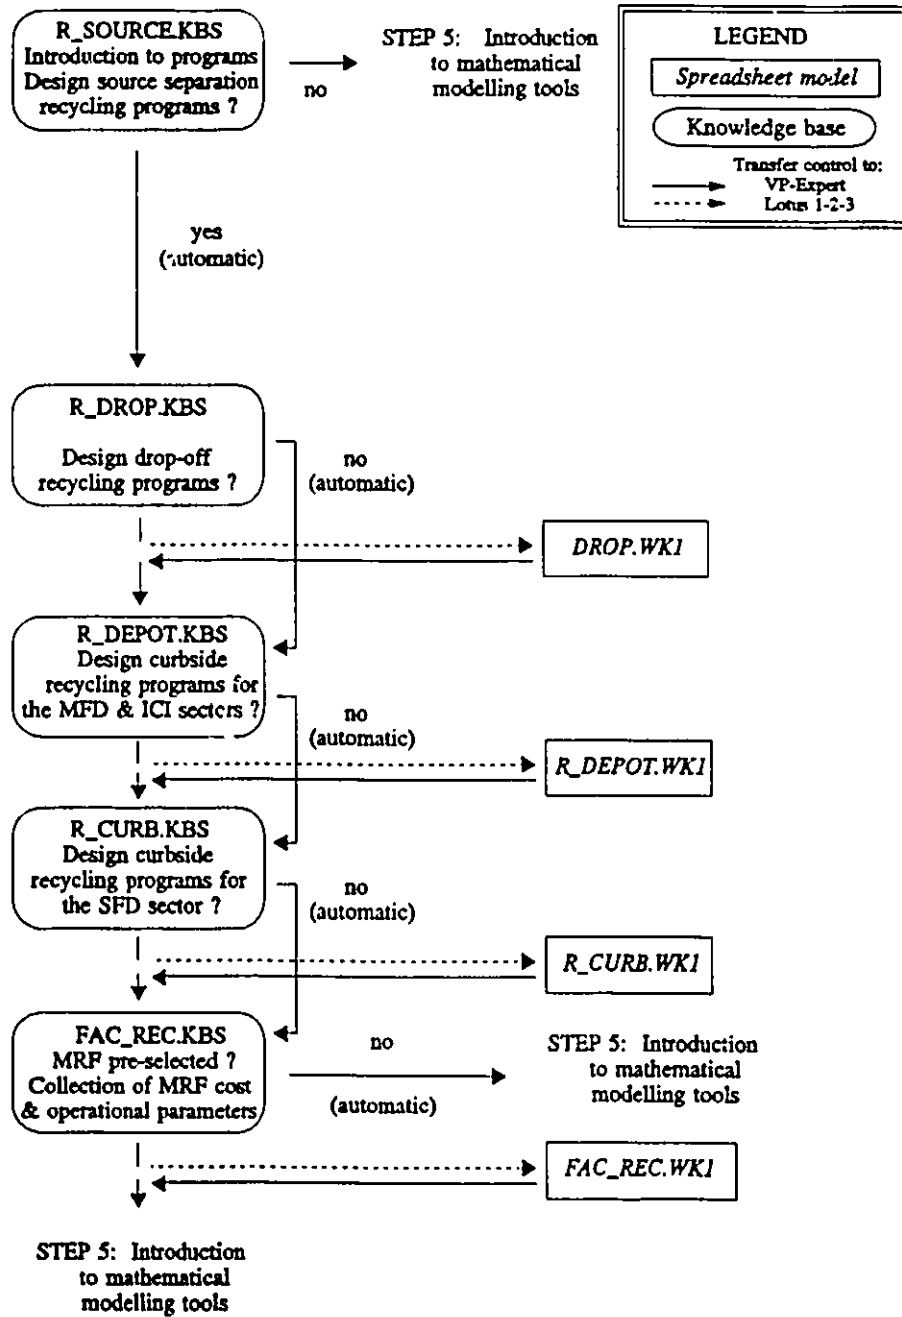 R_SOURCE.KBS
Introduction to programs
Design source separation
recycling programs ?
no
STEP 5: Introduction
to mathematical
modelling tools
LEGEND
Spreadsheet model
Knowledge base
Transfer control to:
VP-Expert
Lotus 1-2-3
yes
(automatic)
R_DROP.KBS
Design drop-off
recycling programs ?
no
(automatic)
DROP.WK1
R_DEPOT.KBS
Design curbside
recycling programs for
the MFD & ICI sectors ?
no
(automatic)
R_DEPOT.WK1
R_CURB.KBS
Design curbside
recycling programs for
the SFD sector ?
no
(automatic)
R_CURB.WK1
FAC_REC.KBS
MRF pre-selected ?
Collection of MRF cost
& operational parameters
no
(automatic)
STEP 5: Introduction
to mathematical
modelling tools
FAC_REC.WK1
STEP 5: Introduction
to mathematical
modelling tools